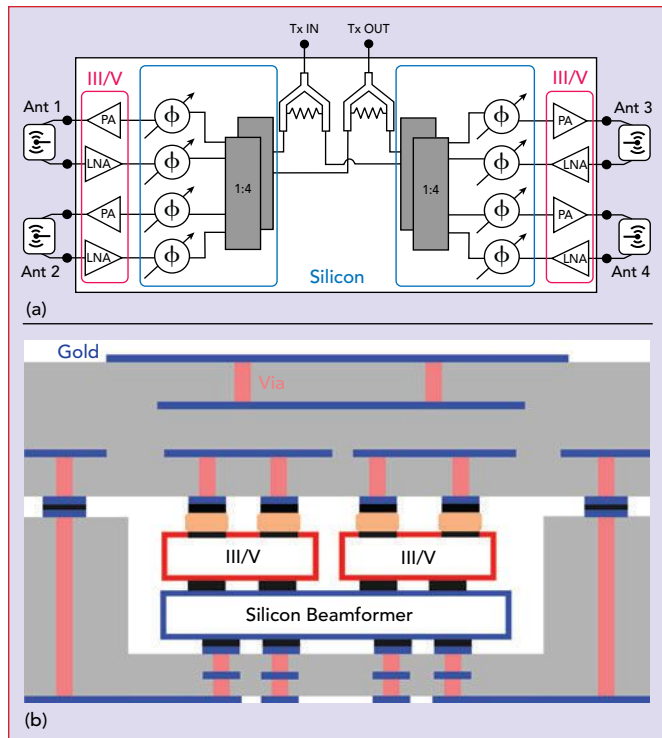 Tx IN Tx OUT
III/V III/V
Ant 1 Ant 3
PA ϕ ϕ PA
LNA ϕ ϕ LNA
1:4 1:4
PA ϕ ϕ PA
LNA ϕ ϕ LNA
Ant 2 Ant 4
Silicon
(a)
Gold
Via
III/V III/V
Silicon Beamformer
(b)